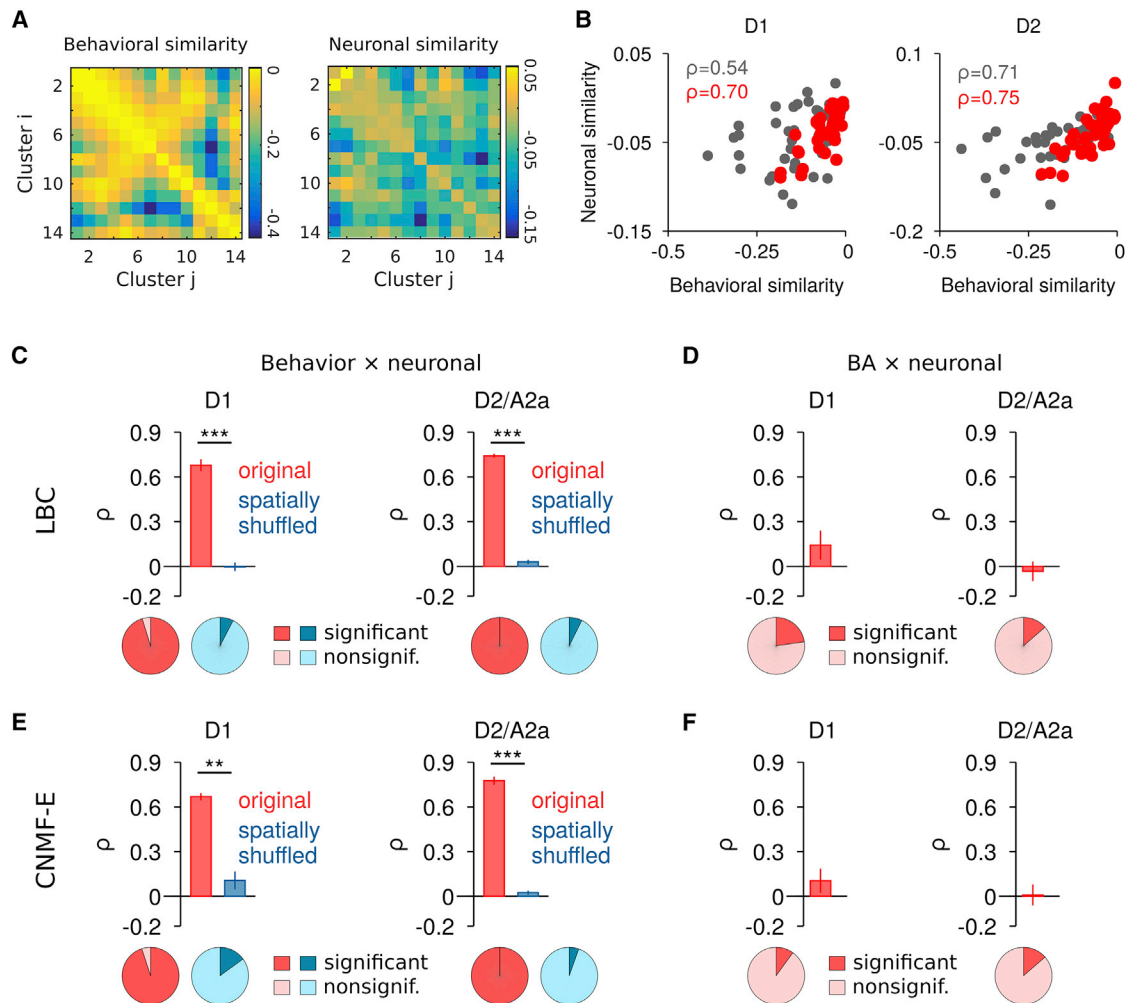 A
Behavioral similarity
Neuronal similarity
Cluster i
2
6
10
14
2
6
10
14
Cluster j
0
-0.2
-0.4
2
6
10
14
2
6
10
14
Cluster j
0.05
-0.05
-0.15
B
D1
D2
Neuronal similarity
0.05
-0.05
-0.15
ρ=0.54
ρ=0.70
-0.5
-0.25
0
Behavioral similarity
0.1
-0.05
-0.2
ρ=0.71
ρ=0.75
-0.5
-0.25
0
Behavioral similarity
C
Behavior × neuronal
D
BA × neuronal
LBC
D1
ρ
0.9
0.6
0.3
0
-0.2
***
original
spatially
shuffled
D2/A2a
ρ
0.9
0.6
0.3
0
-0.2
***
original
spatially
shuffled
significant
nonsignif.
D1
ρ
0.9
0.6
0.3
0
-0.2
D2/A2a
0.9
0.6
0.3
0
-0.2
significant
nonsignif.
E
F
CNMF-E
D1
ρ
0.9
0.6
0.3
0
-0.2
**
original
spatially
shuffled
D2/A2a
ρ
0.9
0.6
0.3
0
-0.2
***
original
spatially
shuffled
significant
nonsignif.
D1
ρ
0.9
0.6
0.3
0
-0.2
D2/A2a
0.9
0.6
0.3
0
-0.2
significant
nonsignif.